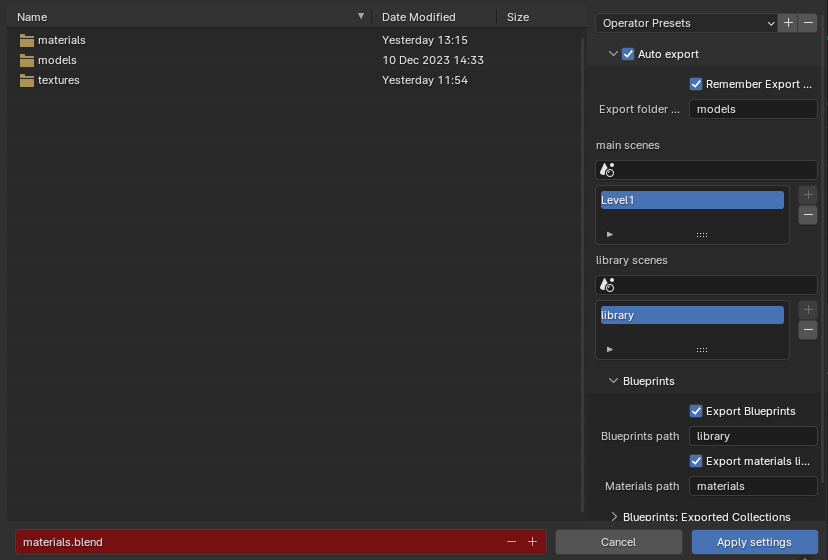 Name Date Modified Size
materials Yesterday 13:15
models 10 Dec 2023 14:33
textures Yesterday 11:54
materials.blend
Operator Presets
Auto export
Remember Export ...
Export folder ... models
main scenes
Level1
library scenes
library
Blueprints
Export Blueprints
Blueprints path library
Export materials li...
Materials path materials
Blueprints: Exported Collections
Cancel Apply settings